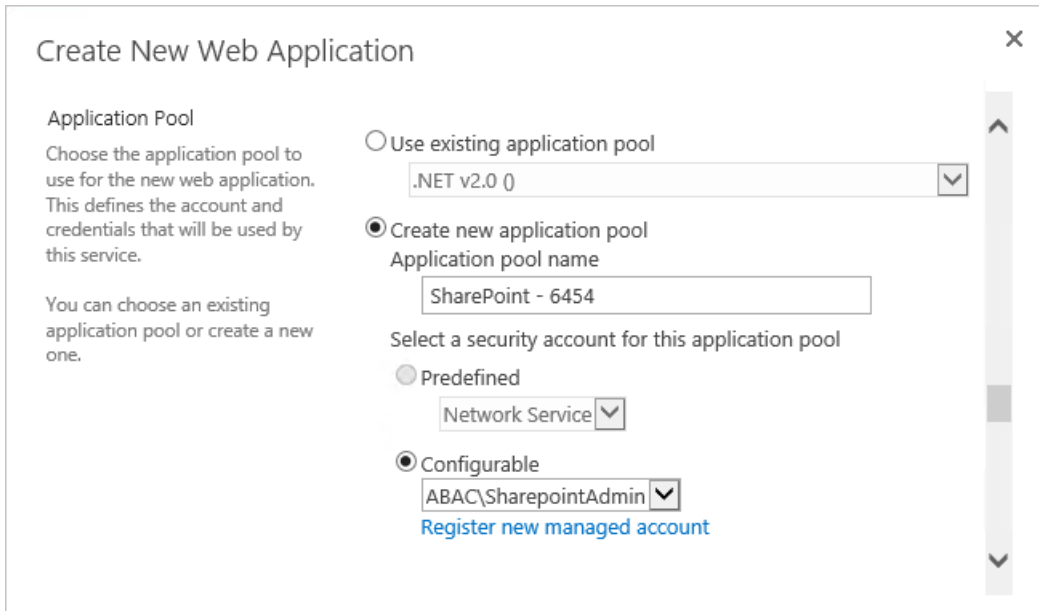 Create New Web Application
Application Pool
Choose the application pool to
use for the new web application.
This defines the account and
credentials that will be used by
this service.
You can choose an existing
application pool or create a new
one.
Use existing application pool
.NET v2.0 ()
Create new application pool
Application pool name
SharePoint - 6454
Select a security account for this application pool
Predefined
Network Service
Configurable
ABAC\SharepointAdmin
Register new managed account